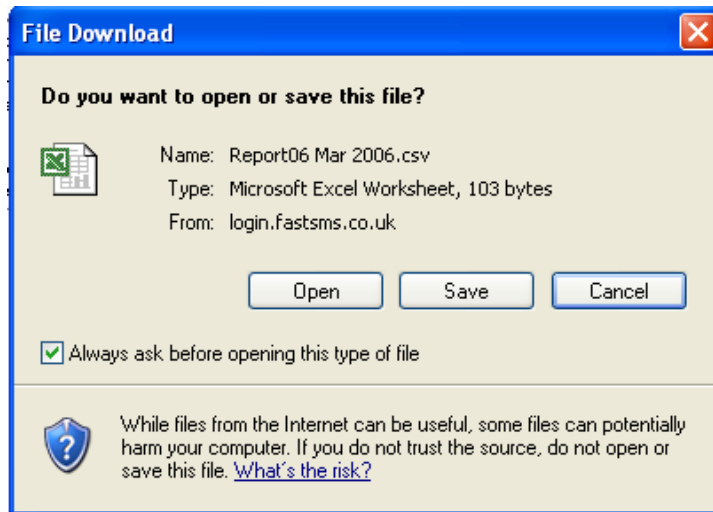 File Download
Do you want to open or save this file?
Name: Report06 Mar 2006.csv
Type: Microsoft Excel Worksheet, 103 bytes
From: login.fastsms.co.uk
Open Save Cancel
Always ask before opening this type of file
While files from the Internet can be useful, some files can potentially
harm your computer. If you do not trust the source, do not open or
save this file. What's the risk?